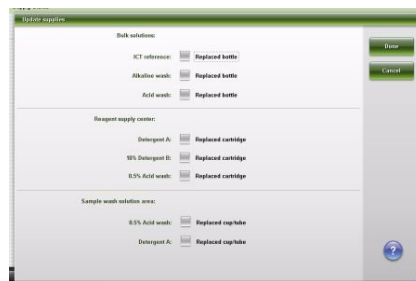 Update supplies
Bulk solutions:
ICT reference: Replaced bottle
Alkaline wash: Replaced bottle
Acid wash: Replaced bottle
Reagent supply center:
Detergent A: Replaced cartridge
10% Detergent B: Replaced cartridge
0.5% Acid wash: Replaced cartridge
Sample wash solution area:
0.5% Acid wash: Replaced cup/tube
Detergent A: Replaced cup/tube
Done
Cancel
?